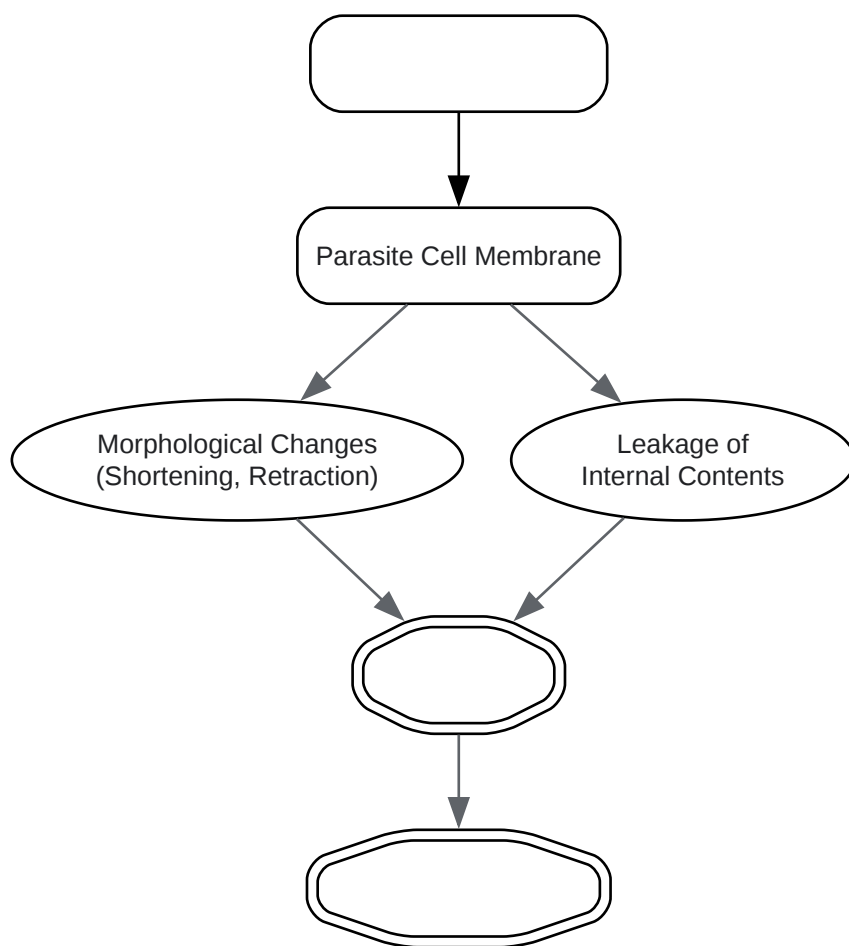 Parasite Cell Membrane
Morphological Changes
(Shortening, Retraction)
Leakage of
Internal Contents